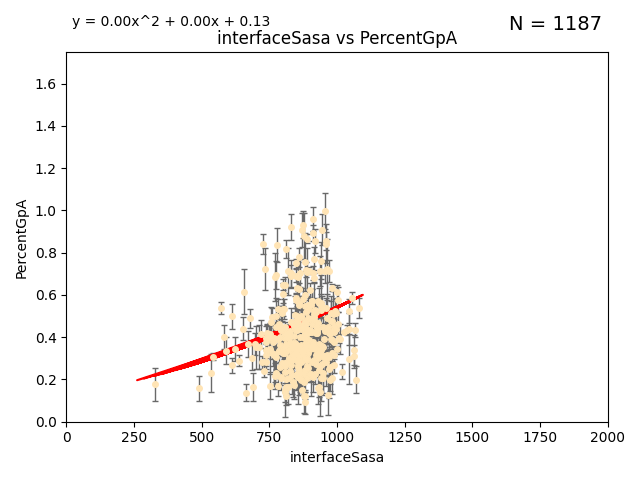 y = 0.00x^2 + 0.00x + 0.13
N = 1187
interfaceSasa vs PercentGpA
1.6
1.4
1.2
1.0
0.8
0.6
0.4
0.2
0.0
PercentGpA
0 250 500 750 1000 1250 1500 1750 2000
interfaceSasa